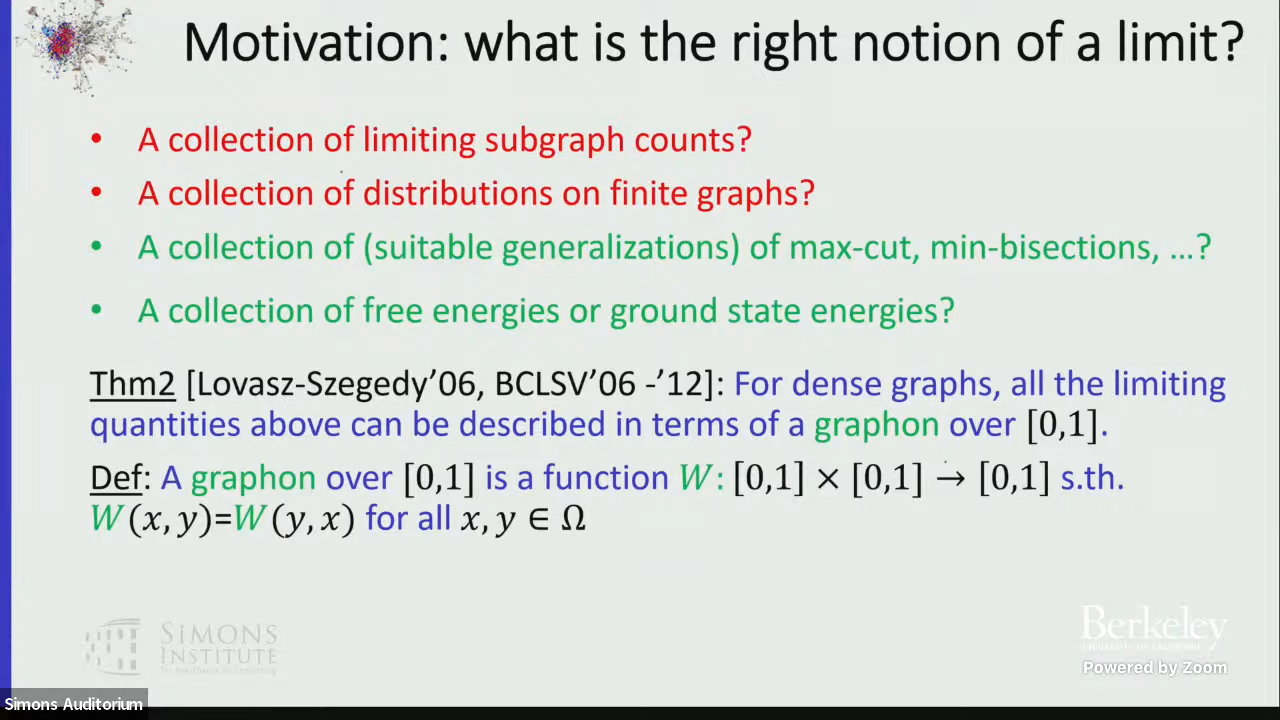 Motivation: what is the right notion of a limit?
• A collection of limiting subgraph counts?
• A collection of distributions on finite graphs?
• A collection of (suitable generalizations) of max-cut, min-bisections, …?
• A collection of free energies or ground state energies?
Thm2 [Lovasz-Szegedy’06, BCLSV’06 -’12]: For dense graphs, all the limiting
quantities above can be described in terms of a graphon over [0,1].
Def: A graphon over [0,1] is a function W: [0,1] × [0,1] → [0,1] s.th.
W(x, y)=W(y, x) for all x, y ∈ Ω
SIMONS
INSTITUTE
Berkeley
Powered by Zoom
Simons Auditorium